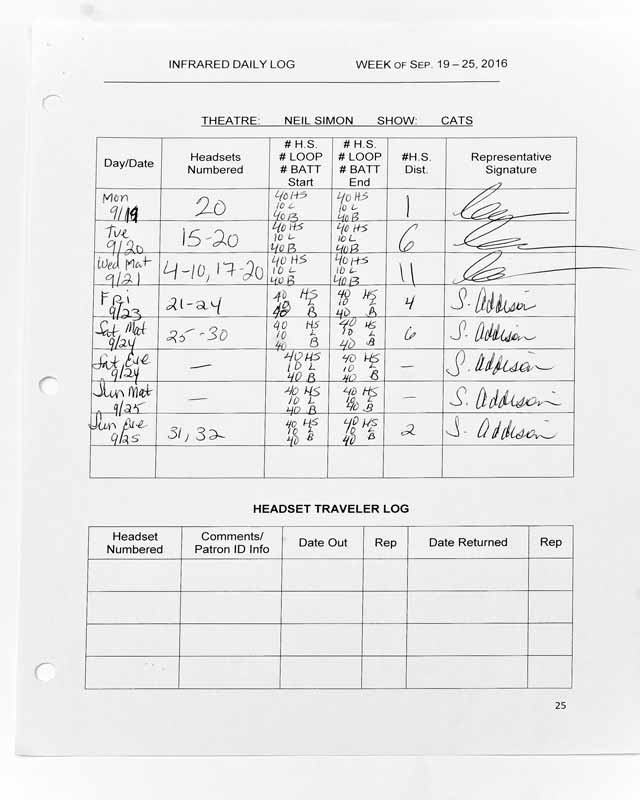 INFRARED DAILY LOG WEEK OF SEP. 19 – 25, 2016
THEATRE: NEIL SIMON SHOW: CATS
Day/Date
Headsets Numbered
# H.S. # LOOP # BATT Start
# H.S. # LOOP # BATT End
#H.S. Dist.
Representative Signature
Mon 9/19 20 40 HS 10 L 40 B 40 HS 10 L 40 B 1
Tue 9/20 15-20 40 HS 10 L 40 B 40 HS 10 L 40 B 6
Wed Mat 9/21 4-10, 17-20 40 HS 10 L 40 B 40 HS 10 L 40 B 11
Fri 9/23 21-24 40 HS 10 L 40 B 40 HS 10 L 40 B 4 S. Addison
Sat Mat 9/24 25-30 40 HS 10 L 40 B 40 HS 10 L 40 B 6 S. Addison
Sat Eve 9/24 — 40 HS 10 L 40 B 40 HS 10 L 40 B — S. Addison
Sun Mat 9/25 — 40 HS 10 L 40 B 40 HS 10 L 40 B — S. Addison
Sun Eve 9/25 31, 32 40 HS 10 L 40 B 40 HS 10 L 40 B 2 S. Addison
HEADSET TRAVELER LOG
Headset Numbered
Comments/ Patron ID Info
Date Out
Rep
Date Returned
Rep
25